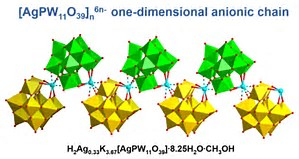 [AgPW₁₁O₃₉]ₙ⁶ⁿ⁻ one-dimensional anionic chain
H₂Ag₀.₃₃K₃.₆₇[AgPW₁₁O₃₉]·8.25H₂O·CH₃OH